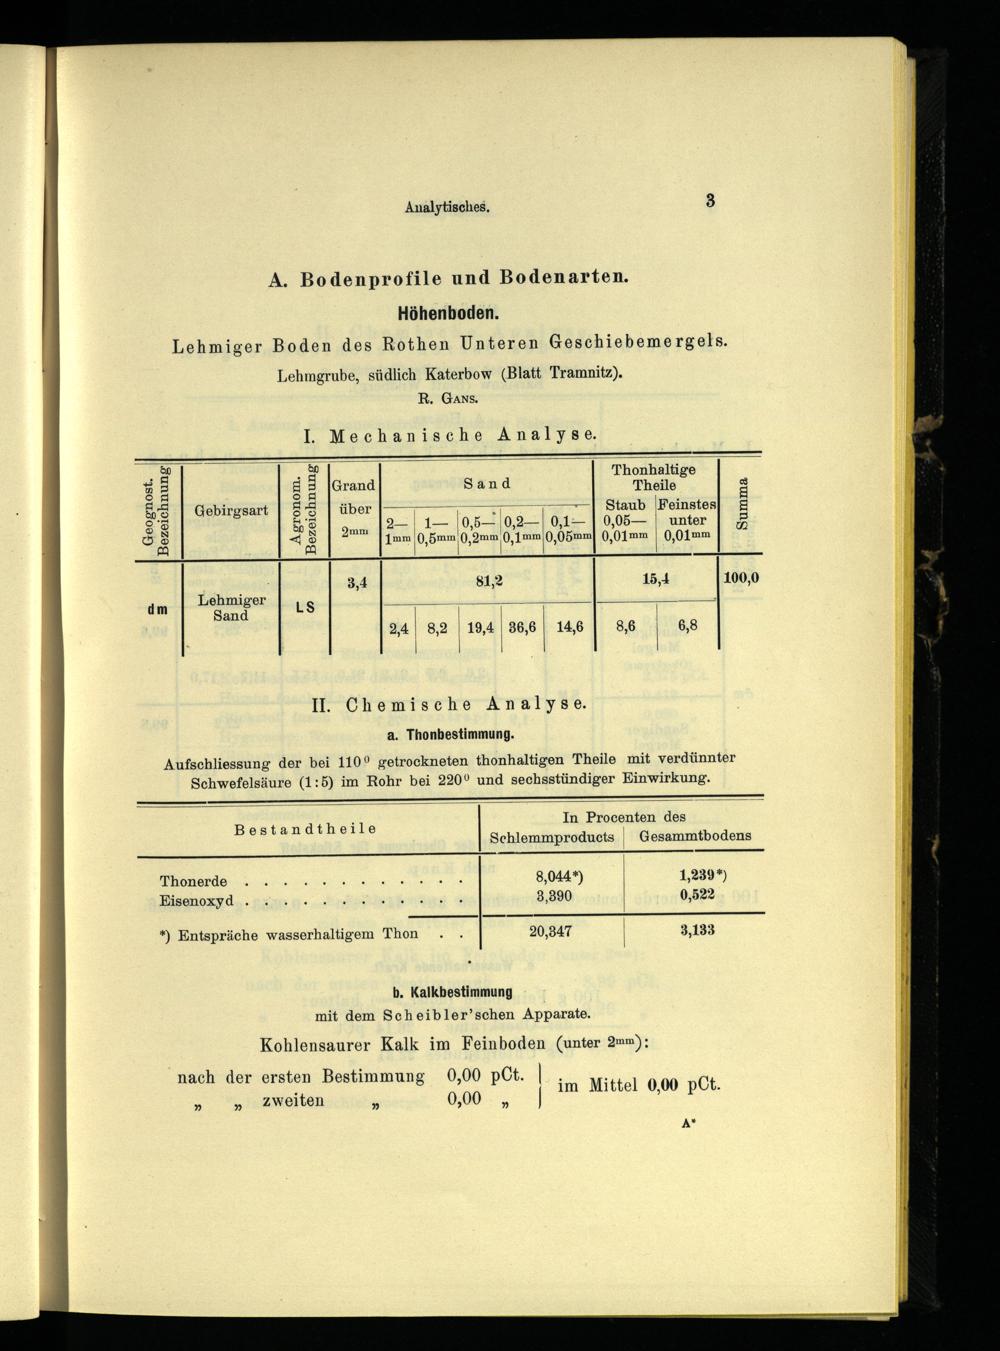 Analytisches.
3
A. Bodenprofile und Bodenarten.
Höhenboden.
Lehmiger Boden des Rothen Unteren Geschiebemergels.
Lehmgrube, südlich Katerbow (Blatt Tramnitz).
R. GANS.
I. Mechanische Analyse.
Geognost. Bezeichnung
Gebirgsart
Agronom. Bezeichnung
Grand über 2mm
Sand
2—1mm
1—0,5mm
0,5—0,2mm
0,2—0,1mm
0,1—0,05mm
Thonhaltige Theile
Staub 0,05—0,01mm
Feinstes unter 0,01mm
Summa
dm
Lehmiger Sand
LS
3,4
81,2
15,4
100,0
2,4 8,2 19,4 36,6 14,6 8,6 6,8
II. Chemische Analyse.
a. Thonbestimmung.
Aufschliessung der bei 110⁰ getrockneten thonhaltigen Theile mit verdünnter
Schwefelsäure (1:5) im Rohr bei 220⁰ und sechsstündiger Einwirkung.
Bestandtheile
In Procenten des
Schlemmproducts Gesammtbodens
Thonerde . . . . . . . . . . . . 8,044*) 1,239*)
Eisenoxyd . . . . . . . . . . . . 3,390 0,522
*) Entspräche wasserhaltigem Thon . . 20,347 3,133
b. Kalkbestimmung
mit dem Scheibler'schen Apparate.
Kohlensaurer Kalk im Feinboden (unter 2mm):
nach der ersten Bestimmung 0,00 pCt.
„ „ zweiten „ 0,00 „
im Mittel 0,00 pCt.
A*